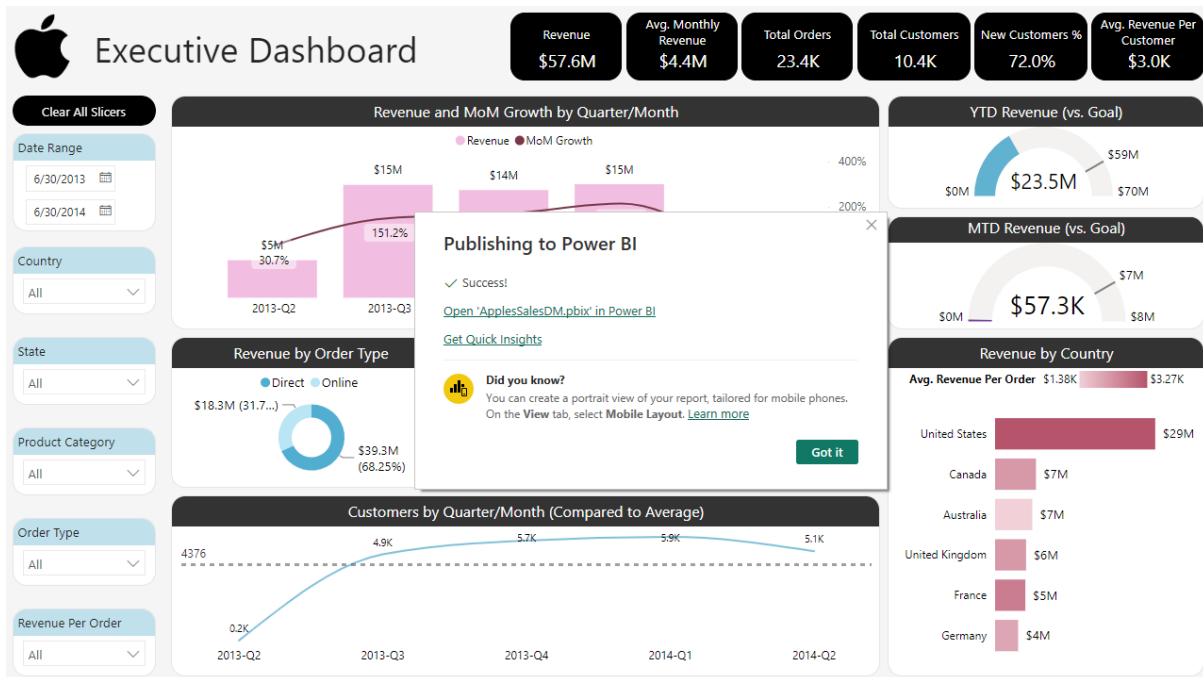 Executive Dashboard
Revenue
$57.6M
Avg. Monthly
Revenue
$4.4M
Total Orders
23.4K
Total Customers
10.4K
New Customers %
72.0%
Avg. Revenue Per
Customer
$3.0K
Clear All Slicers
Date Range
6/30/2013
6/30/2014
Country
All
State
All
Product Category
All
Order Type
All
Revenue Per Order
All
Revenue and MoM Growth by Quarter/Month
Revenue MoM Growth
$15M
$14M
$15M
400%
200%
$5M
30.7%
151.2%
2013-Q2
2013-Q3
Publishing to Power BI
Success!
Open 'ApplesSalesDM.pbix' in Power BI
Get Quick Insights
Did you know?
You can create a portrait view of your report, tailored for mobile phones.
On the View tab, select Mobile Layout. Learn more
Got it
Revenue by Order Type
Direct Online
$18.3M (31.7...)
$39.3M
(68.25%)
Customers by Quarter/Month (Compared to Average)
4376
0.2K
4.9K
5.7K
5.9K
5.1K
2013-Q2
2013-Q3
2013-Q4
2014-Q1
2014-Q2
YTD Revenue (vs. Goal)
$59M
$23.5M
$0M
$70M
MTD Revenue (vs. Goal)
$7M
$57.3K
$0M
$8M
Revenue by Country
Avg. Revenue Per Order $1.38K $3.27K
United States $29M
Canada $7M
Australia $7M
United Kingdom $6M
France $5M
Germany $4M